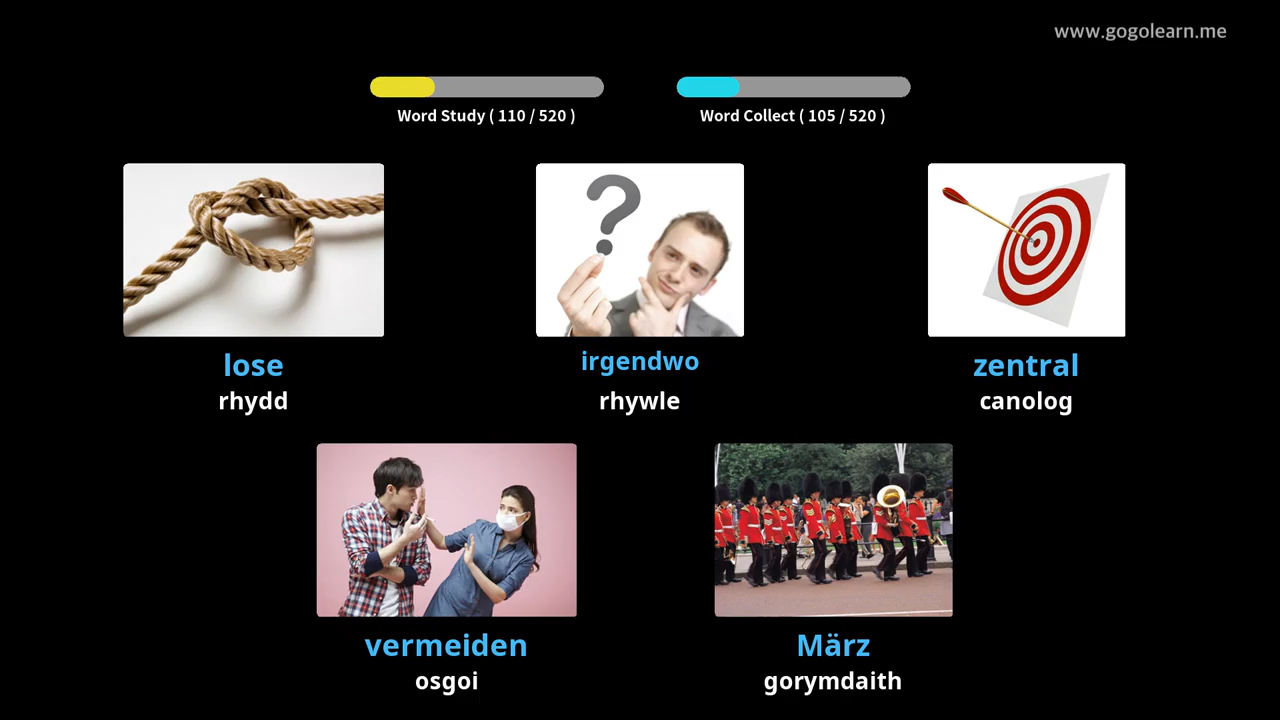 www.gogolearn.me
Word Study ( 110 / 520 )
Word Collect ( 105 / 520 )
lose
rhydd
irgendwo
rhywle
zentral
canolog
vermeiden
osgoi
März
gorymdaith